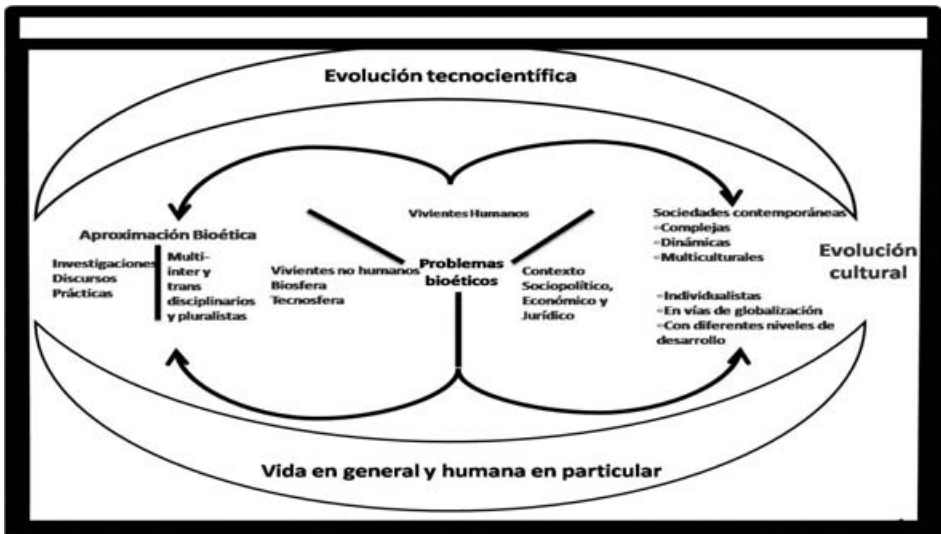 Evolución tecnocientífica
Vivientes Humanos
Aproximación Bioética
Investigaciones
Discursos
Prácticas
Multi-
inter y
trans
disciplinarios
y pluralistas
Vivientes no humanos
Biosfera
Tecnosfera
Problemas
bioéticos
Contexto
Sociopolítico,
Económico y
Jurídico
Sociedades contemporáneas
◦Complejas
◦Dinámicas
◦Multiculturales
◦Individualistas
◦En vías de globalización
◦Con diferentes niveles de
desarrollo
Evolución
cultural
Vida en general y humana en particular